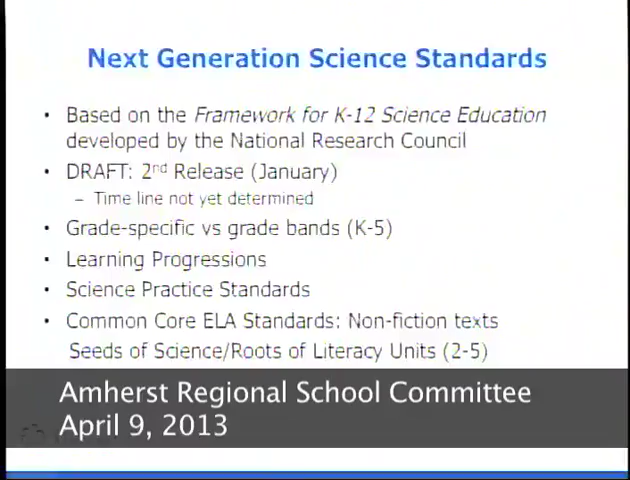 Next Generation Science Standards
• Based on the Framework for K-12 Science Education
developed by the National Research Council
• DRAFT: 2nd Release (January)
– Time line not yet determined
• Grade-specific vs grade bands (K-5)
• Learning Progressions
• Science Practice Standards
• Common Core ELA Standards: Non-fiction texts
Seeds of Science/Roots of Literacy Units (2-5)
Amherst Regional School Committee
April 9, 2013